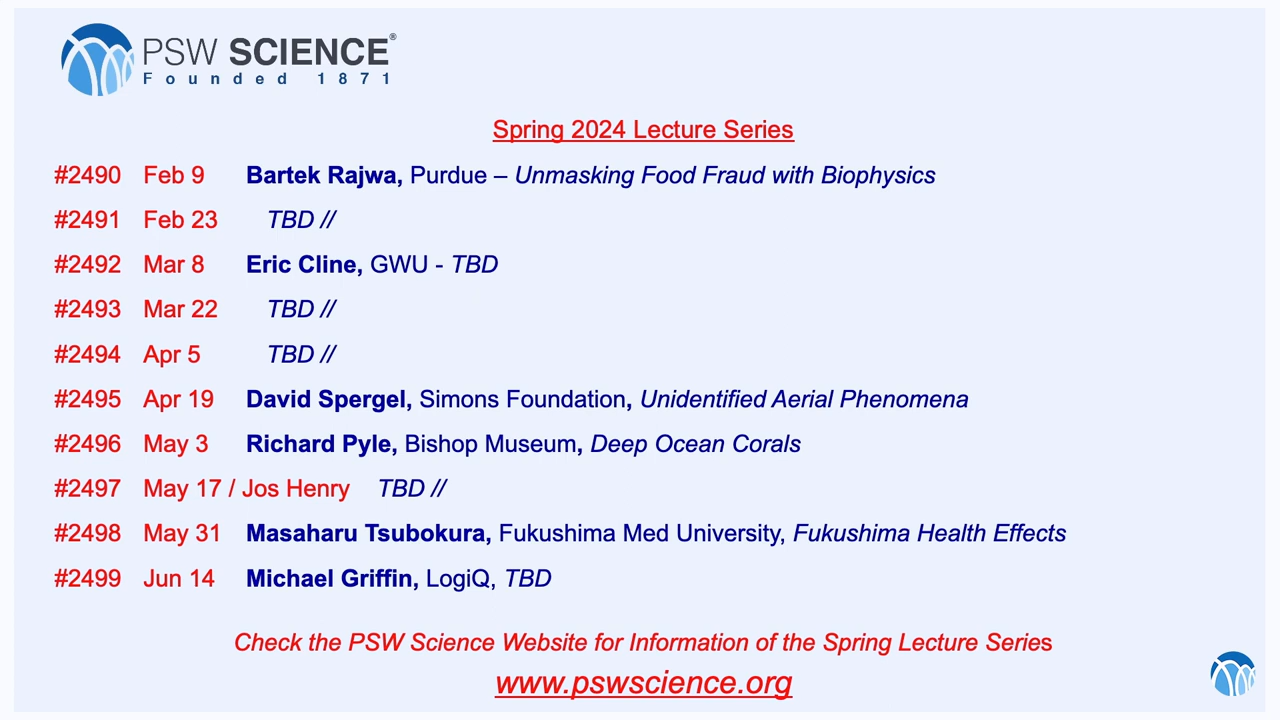 PSW SCIENCE®
Founded 1871
Spring 2024 Lecture Series
#2490 Feb 9 Bartek Rajwa, Purdue – Unmasking Food Fraud with Biophysics
#2491 Feb 23 TBD //
#2492 Mar 8 Eric Cline, GWU - TBD
#2493 Mar 22 TBD //
#2494 Apr 5 TBD //
#2495 Apr 19 David Spergel, Simons Foundation, Unidentified Aerial Phenomena
#2496 May 3 Richard Pyle, Bishop Museum, Deep Ocean Corals
#2497 May 17 / Jos Henry TBD //
#2498 May 31 Masaharu Tsubokura, Fukushima Med University, Fukushima Health Effects
#2499 Jun 14 Michael Griffin, LogiQ, TBD
Check the PSW Science Website for Information of the Spring Lecture Series
www.pswscience.org